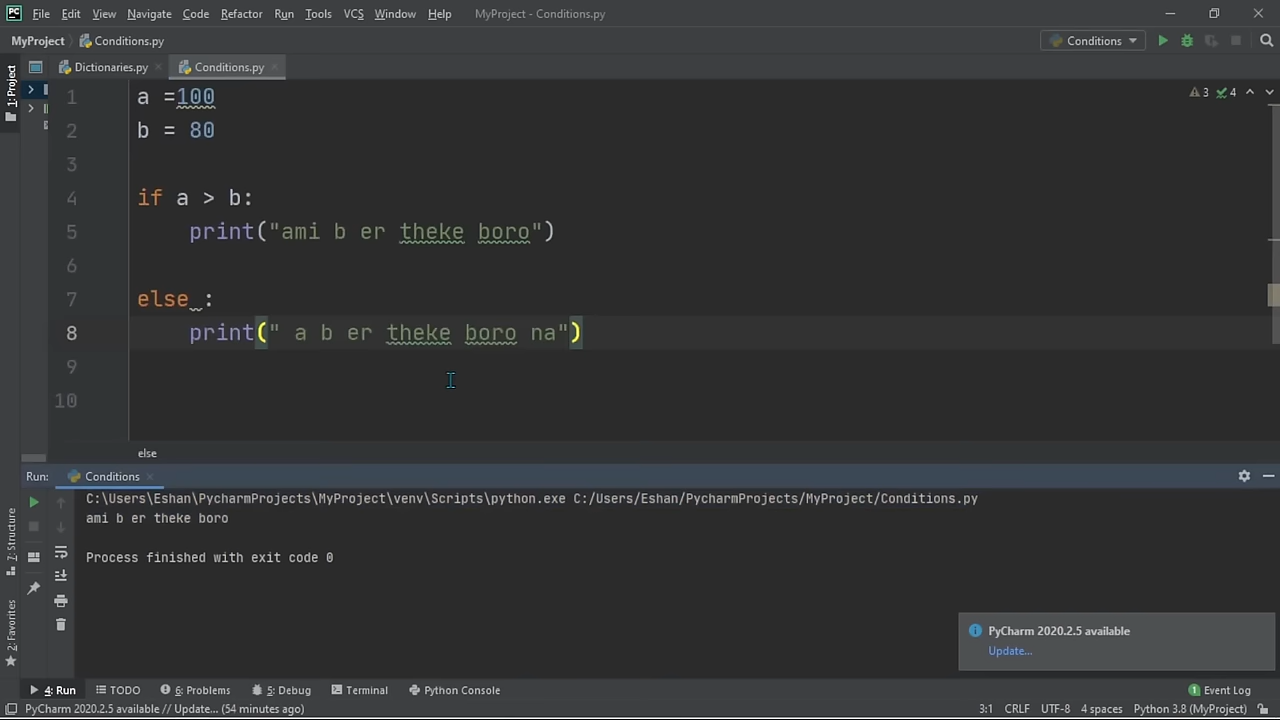 PC File Edit View Navigate Code Refactor Run Tools VCS Window Help MyProject - Conditions.py
MyProject Conditions.py Conditions
Dictionaries.py Conditions.py
1: Project
1 a =100
3 4
2 b = 80
3
4 if a > b:
5 print("ami b er theke boro")
6
7 else :
8 print(" a b er theke boro na")
9
10
else
Run: Conditions
C:\Users\Eshan\PycharmProjects\MyProject\venv\Scripts\python.exe C:/Users/Eshan/PycharmProjects/MyProject/Conditions.py
ami b er theke boro
Process finished with exit code 0
7: Structure
2: Favorites
PyCharm 2020.2.5 available
Update...
4: Run TODO 6: Problems 5: Debug Terminal Python Console 1 Event Log
PyCharm 2020.2.5 available // Update... (54 minutes ago) 3:1 CRLF UTF-8 4 spaces Python 3.8 (MyProject)